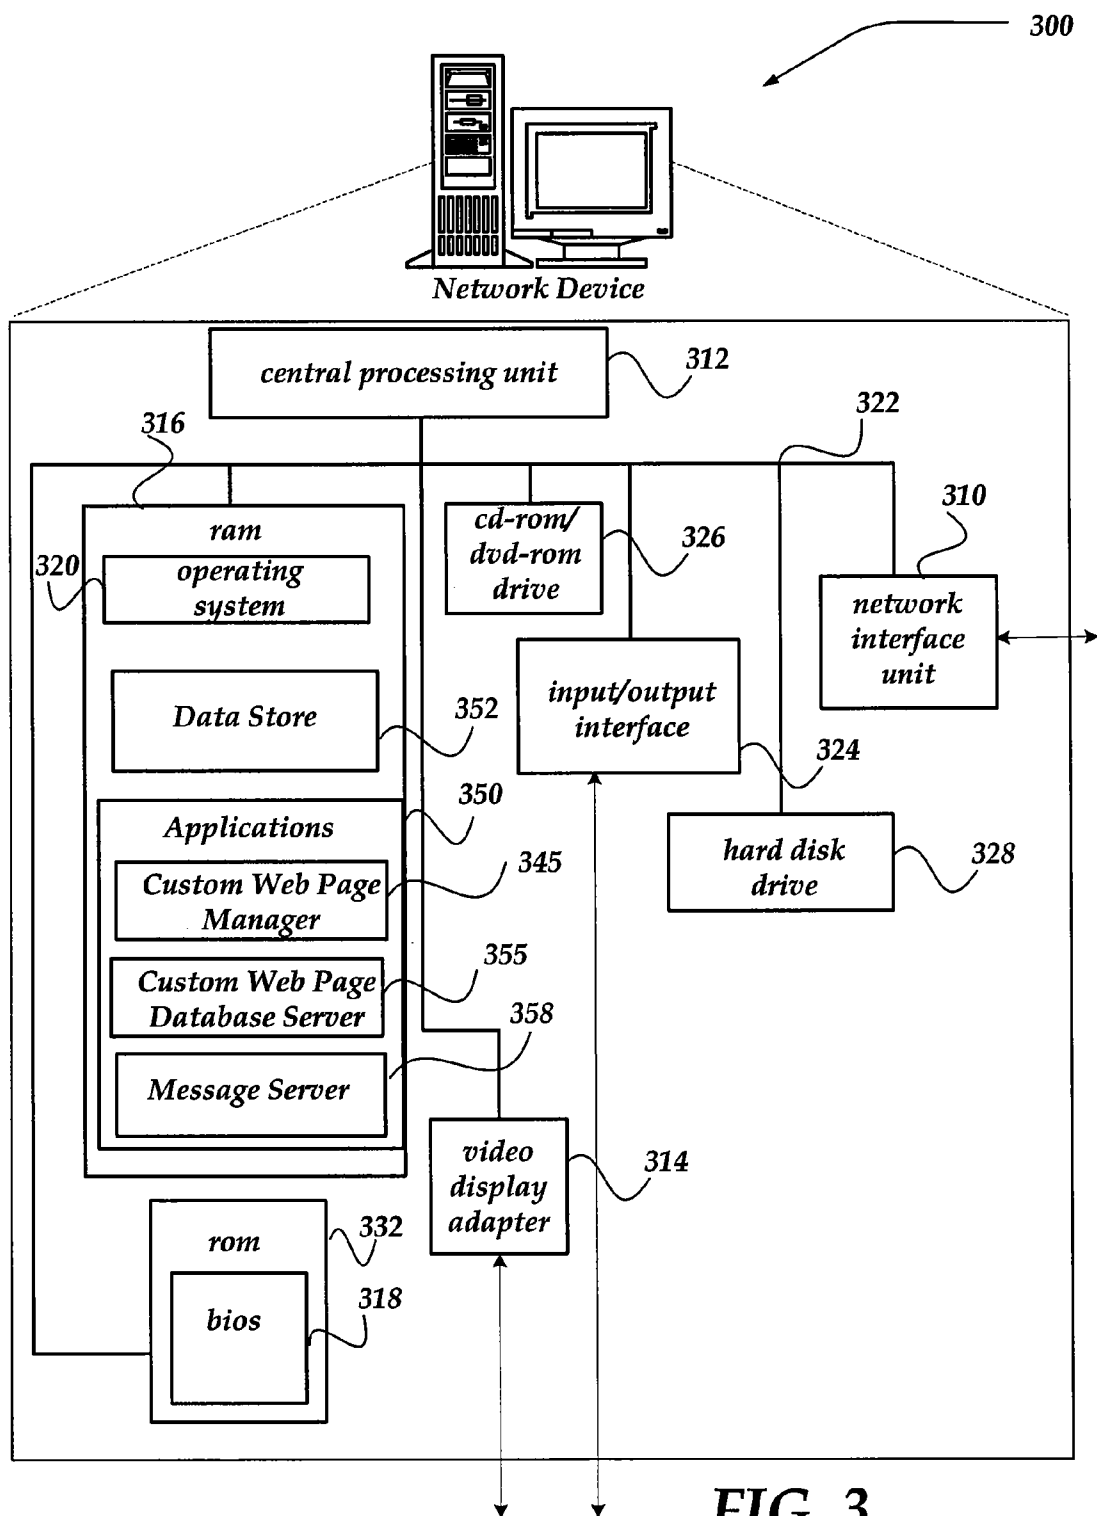 300
Network Device
central processing unit
312
322
316
310
ram
cd-rom/
dvd-rom
drive
326
320
operating
system
network
interface
unit
input/output
interface
Data Store
352
324
350
Applications
hard disk
drive
328
345
Custom Web Page
Manager
355
Custom Web Page
Database Server
358
Message Server
video
display
adapter
314
332
rom
318
bios
FIG. 3